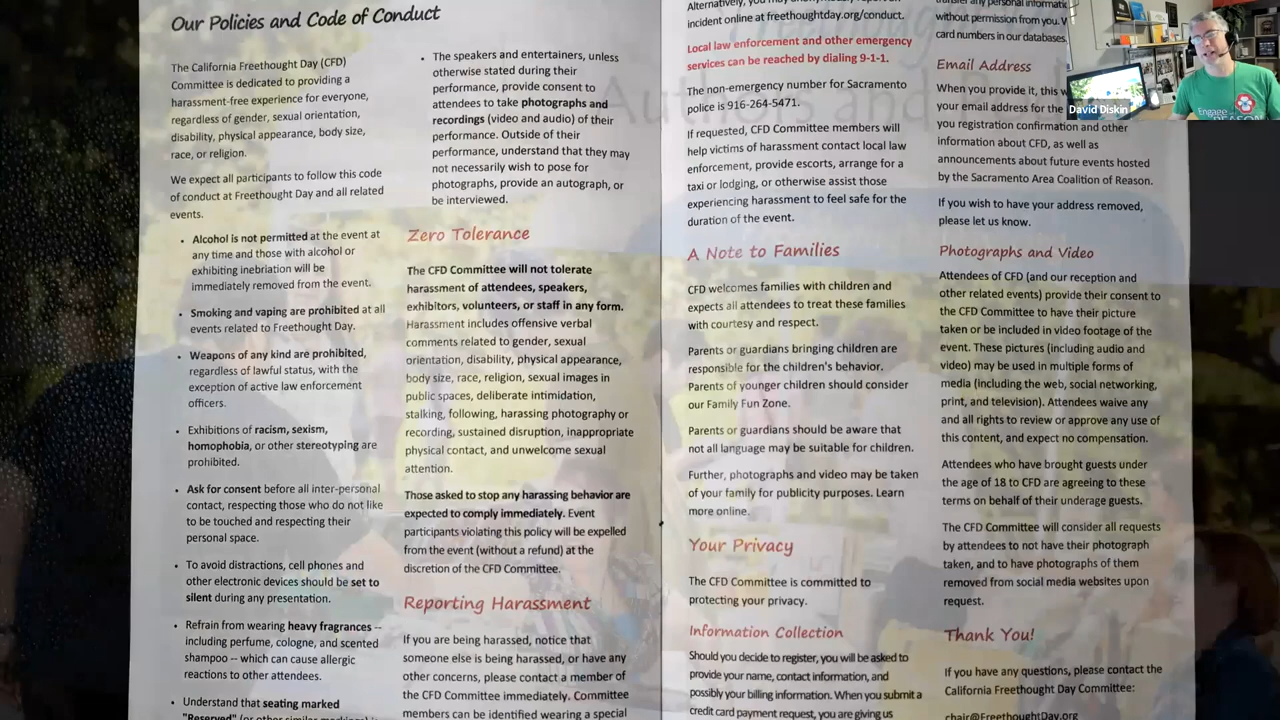 Our Policies and Code of Conduct
The California Freethought Day (CFD)
Committee is dedicated to providing a
harassment-free experience for everyone,
regardless of gender, sexual orientation,
disability, physical appearance, body size,
race, or religion.
We expect all participants to follow this code
of conduct at Freethought Day and all related
events.
• Alcohol is not permitted at the event at
any time and those with alcohol or
exhibiting inebriation will be
immediately removed from the event.
• Smoking and vaping are prohibited at all
events related to Freethought Day.
• Weapons of any kind are prohibited,
regardless of lawful status, with the
exception of active law enforcement
officers.
• Exhibitions of racism, sexism,
homophobia, or other stereotyping are
prohibited.
• Ask for consent before all inter-personal
contact, respecting those who do not like
to be touched and respecting their
personal space.
• To avoid distractions, cell phones and
other electronic devices should be set to
silent during any presentation.
• Refrain from wearing heavy fragrances --
including perfume, cologne, and scented
shampoo -- which can cause allergic
reactions to other attendees.
• Understand that seating marked
"Reserved" (or other similar
• The speakers and entertainers, unless
otherwise stated during their
performance, provide consent to
attendees to take photographs and
recordings (video and audio) of their
performance. Outside of their
performance, understand that they may
not necessarily wish to pose for
photographs, provide an autograph, or
be interviewed.
Zero Tolerance
The CFD Committee will not tolerate
harassment of attendees, speakers,
exhibitors, volunteers, or staff in any form.
Harassment includes offensive verbal
comments related to gender, sexual
orientation, disability, physical appearance,
body size, race, religion, sexual images in
public spaces, deliberate intimidation,
stalking, following, harassing photography or
recording, sustained disruption, inappropriate
physical contact, and unwelcome sexual
attention.
Those asked to stop any harassing behavior are
expected to comply immediately. Event
participants violating this policy will be expelled
from the event (without a refund) at the
discretion of the CFD Committee.
Reporting Harassment
If you are being harassed, notice that
someone else is being harassed, or have any
other concerns, please contact a member of
the CFD Committee immediately. Committee
members can be identified wearing a special
incident online at freethoughtday.org/conduct.
Local law enforcement and other emergency
services can be reached by dialing 9-1-1.
The non-emergency number for Sacramento
police is 916-264-5471.
If requested, CFD Committee members will
help victims of harassment contact local law
enforcement, provide escorts, arrange for a
taxi or lodging, or otherwise assist those
experiencing harassment to feel safe for the
duration of the event.
A Note to Families
CFD welcomes families with children and
expects all attendees to treat these families
with courtesy and respect.
Parents or guardians bringing children are
responsible for the children's behavior.
Parents of younger children should consider
our Family Fun Zone.
Parents or guardians should be aware that
not all language may be suitable for children.
Further, photographs and video may be taken
of your family for publicity purposes. Learn
more online.
Your Privacy
The CFD Committee is committed to
protecting your privacy.
Information Collection
Should you decide to register, you will be asked to
provide your name, contact information, and
possibly your billing information. When you submit a
credit card payment request, you are giving us
without permission from you.
card numbers in our databases.
Email Address
When you provide it, this
your email address for the
you registration confirmation and other
information about CFD, as well as
announcements about future events hosted
by the Sacramento Area Coalition of Reason.
If you wish to have your address removed,
please let us know.
Photographs and Video
Attendees of CFD (and our reception and
other related events) provide their consent to
the CFD Committee to have their picture
taken or be included in video footage of the
event. These pictures (including audio and
video) may be used in multiple forms of
media (including the web, social networking,
print, and television). Attendees waive any
and all rights to review or approve any use of
this content, and expect no compensation.
Attendees who have brought guests under
the age of 18 to CFD are agreeing to these
terms on behalf of their underage guests.
The CFD Committee will consider all requests
by attendees to not have their photograph
taken, and to have photographs of them
removed from social media websites upon
request.
Thank You!
If you have any questions, please contact the
California Freethought Day Committee:
chair@FreethoughtDay.org
David Diskin
Engage